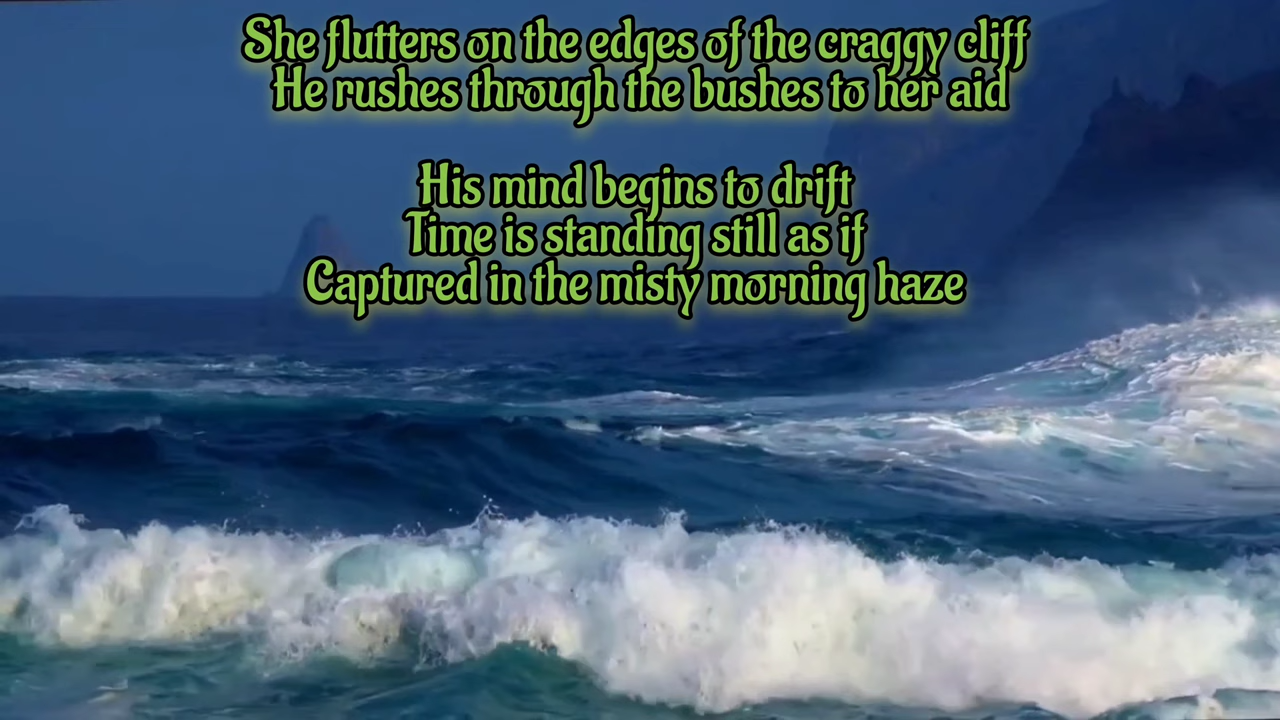 She flutters on the edges of the craggy cliff
He rushes through the bushes to her aid
His mind begins to drift
Time is standing still as if
Captured in the misty morning haze